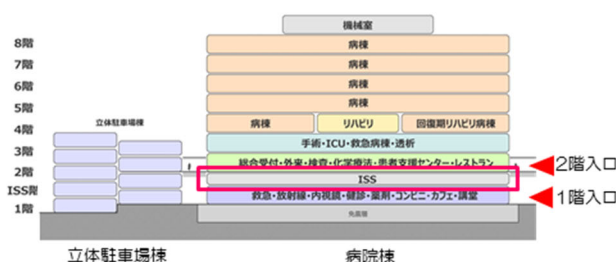 機械室
8階
病棟
7階
病棟
6階
病棟
5階
病棟
4階
病棟
リハビリ
回復期リハビリ病棟
立体駐車場棟
3階
手術・ICU・救急病棟・透析
2階
総合受付・外来・検査・化学療法・患者支援センター・レストラン
2階入口
ISS階
ISS
1階
救急・放射線・内視鏡・健診・薬剤・コンビニ・カフェ・講堂
1階入口
免震層
立体駐車場棟
病院棟